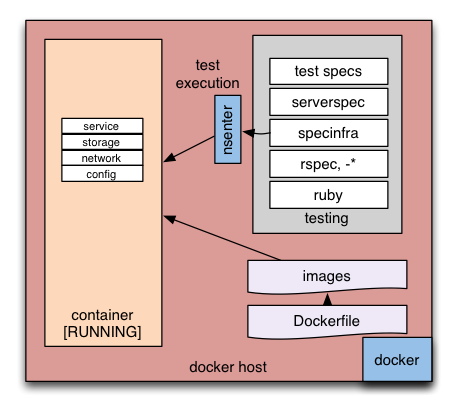 test
execution
nsenter
service
storage
network
config
container
[RUNNING]
test specs
serverspec
specinfra
rspec, -*
ruby
testing
images
Dockerfile
docker host
docker